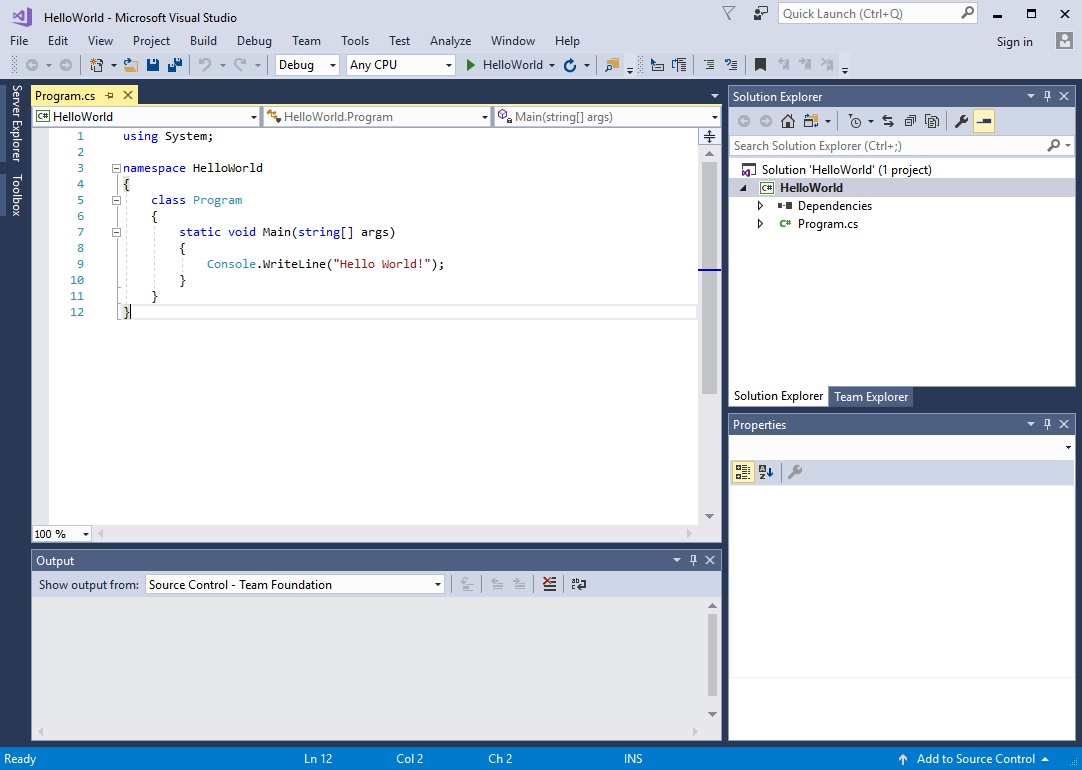 HelloWorld - Microsoft Visual Studio
Quick Launch (Ctrl+Q)
File Edit View Project Build Debug Team Tools Test Analyze Window Help
Sign in
Debug Any CPU HelloWorld
Server Explorer
Toolbox
Program.cs
HelloWorld HelloWorld.Program Main(string[] args)
1 using System;
2
3 namespace HelloWorld
4 {
5 class Program
6 {
7 static void Main(string[] args)
8 {
9 Console.WriteLine("Hello World!");
10 }
11 }
12 }
100 %
Solution Explorer
Search Solution Explorer (Ctrl+;)
Solution 'HelloWorld' (1 project)
C# HelloWorld
Dependencies
C# Program.cs
Solution Explorer Team Explorer
Properties
Output
Show output from: Source Control - Team Foundation
Ready Ln 12 Col 2 Ch 2 INS Add to Source Control